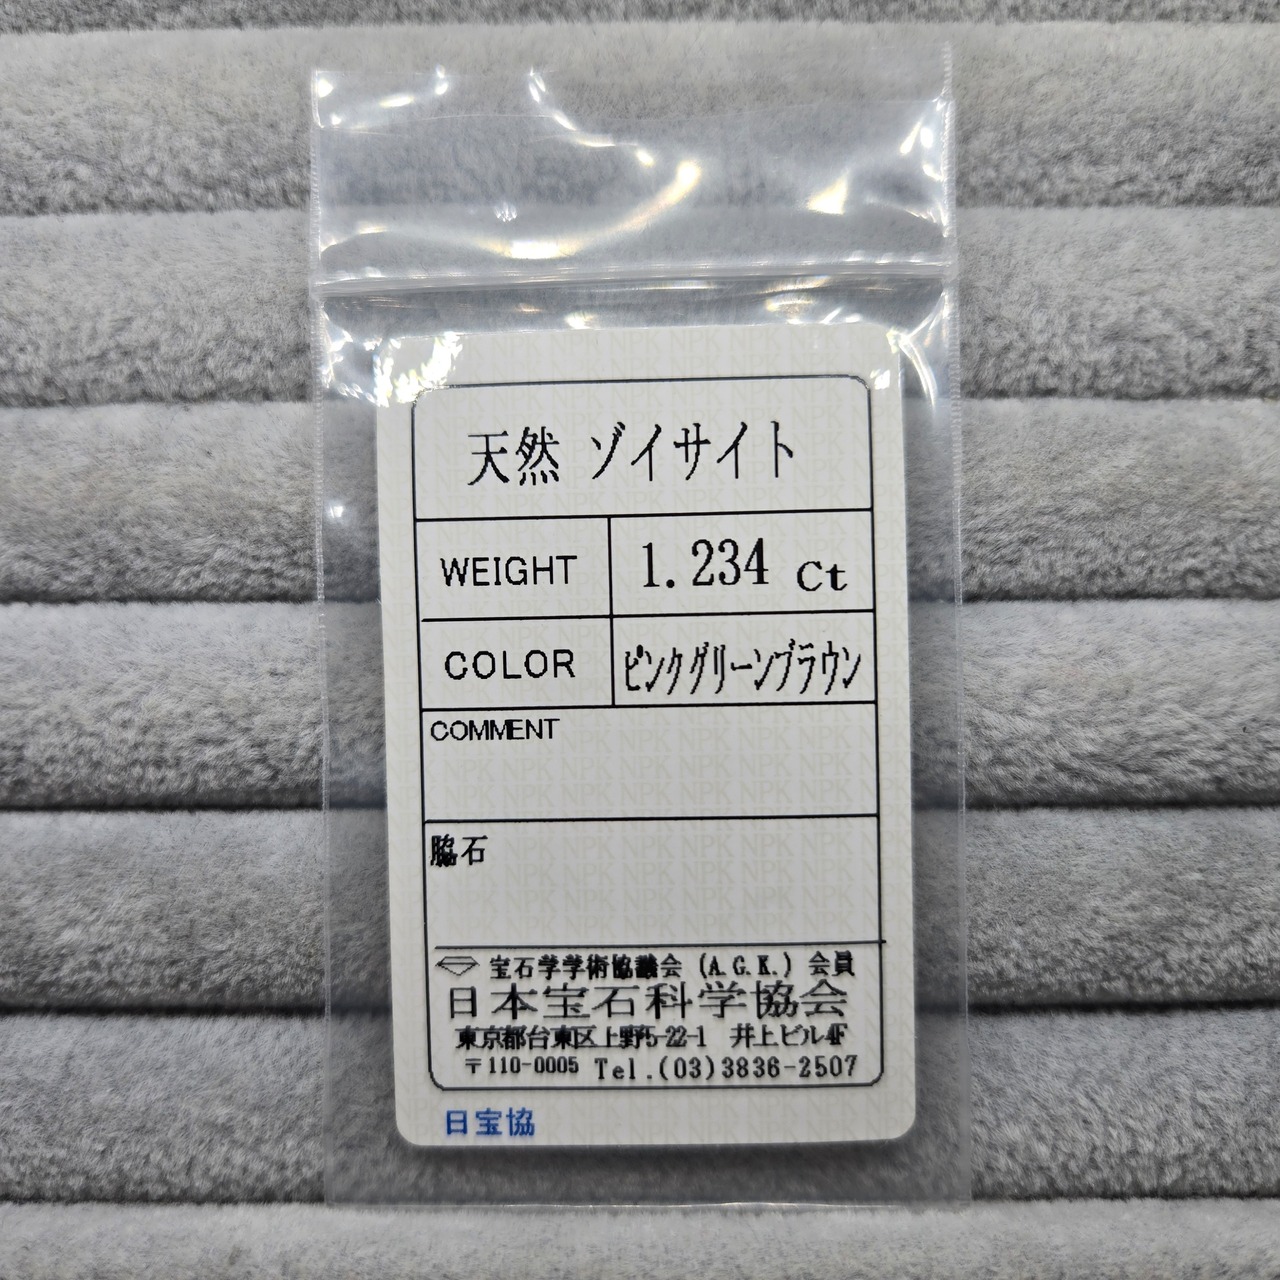 天然 ゾイサイト
WEIGHT 1.234 Ct
COLOR ピンクグリーンブラウン
COMMENT
脇石
宝石学学術協議会 (A.G.K.) 会員
日本宝石科学協会
東京都台東区上野5-22-1 井上ビル4F
〒110-0005 Tel.(03)3836-2507
日宝協